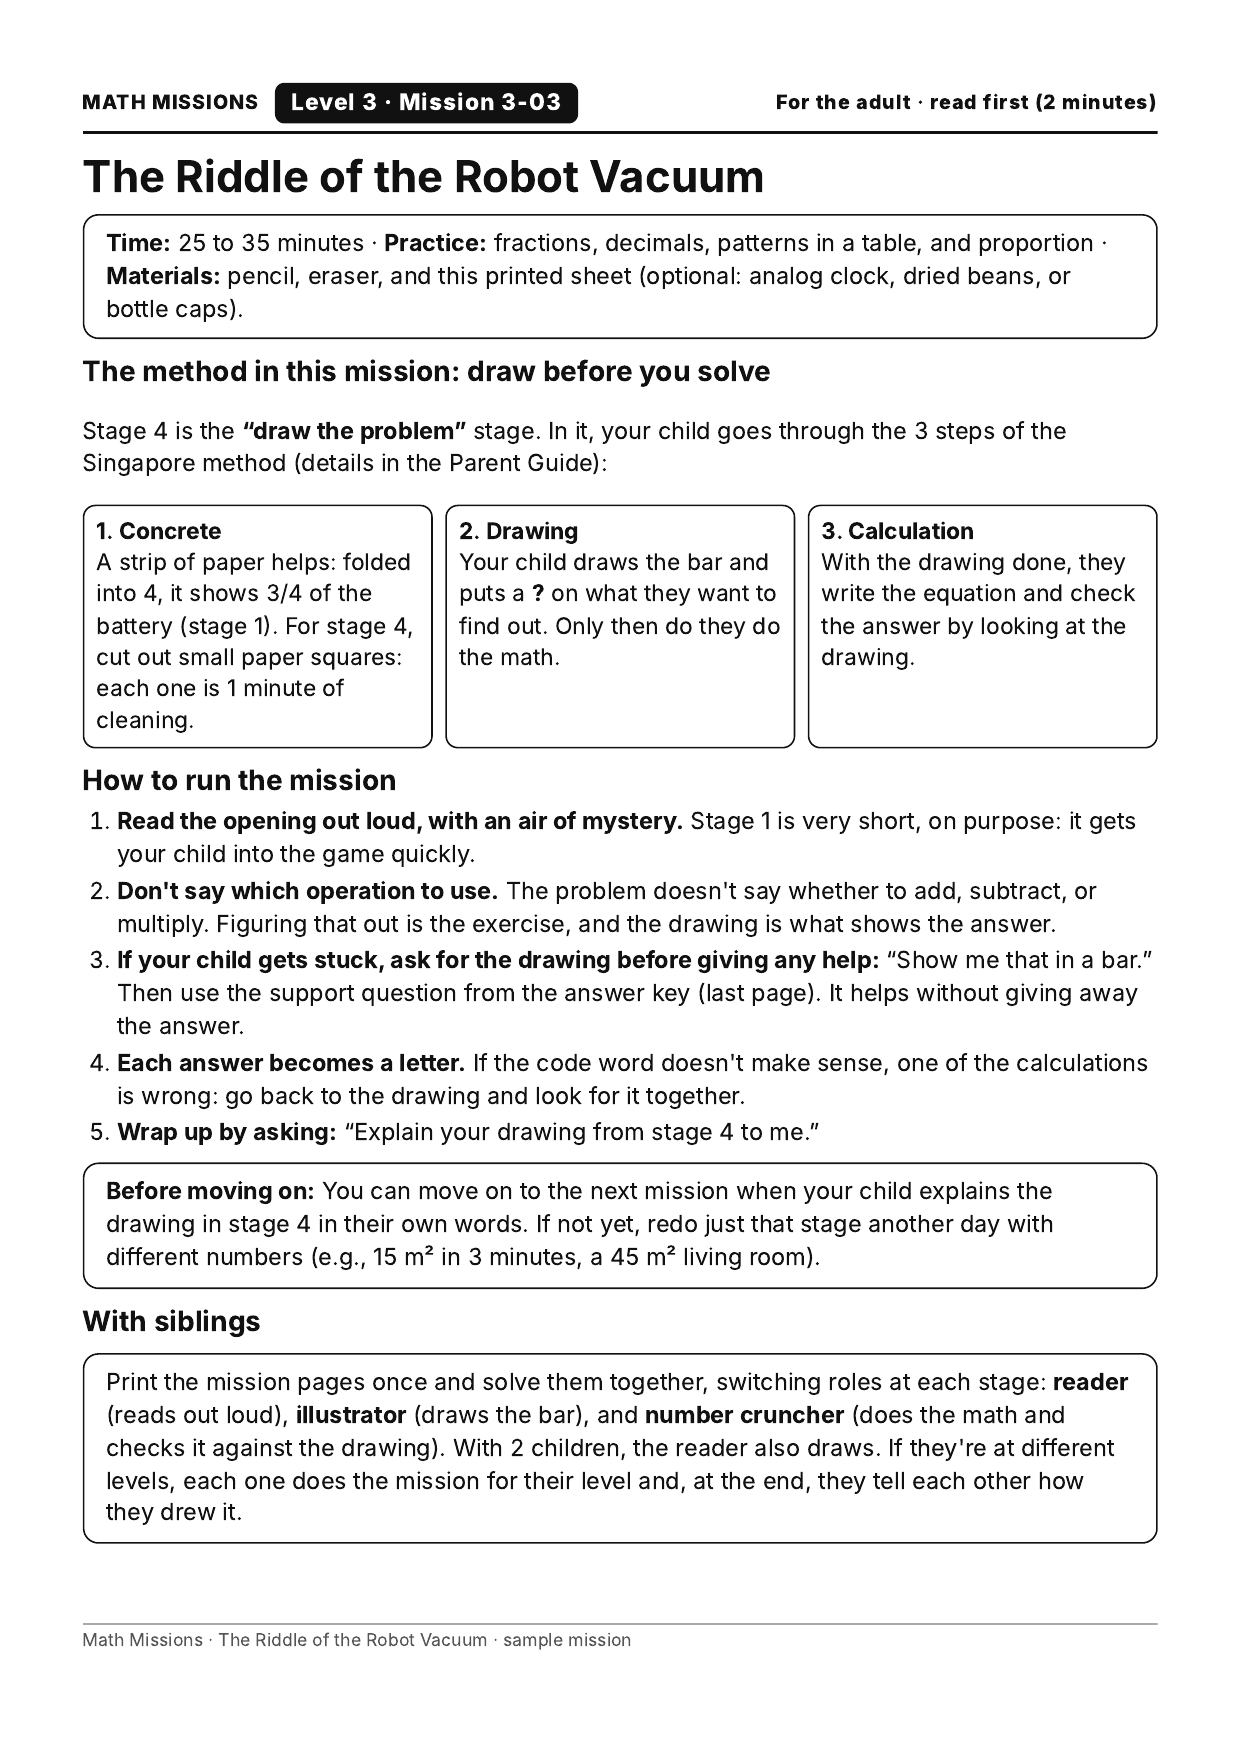 MATH MISSIONS Level 3 · Mission 3-03 For the adult · read first (2 minutes)
The Riddle of the Robot Vacuum
Time: 25 to 35 minutes · Practice: fractions, decimals, patterns in a table, and proportion ·
Materials: pencil, eraser, and this printed sheet (optional: analog clock, dried beans, or
bottle caps).
The method in this mission: draw before you solve
Stage 4 is the “draw the problem” stage. In it, your child goes through the 3 steps of the
Singapore method (details in the Parent Guide):
1. Concrete
A strip of paper helps: folded
into 4, it shows 3/4 of the
battery (stage 1). For stage 4,
cut out small paper squares:
each one is 1 minute of
cleaning.
2. Drawing
Your child draws the bar and
puts a ? on what they want to
find out. Only then do they do
the math.
3. Calculation
With the drawing done, they
write the equation and check
the answer by looking at the
drawing.
How to run the mission
1. Read the opening out loud, with an air of mystery. Stage 1 is very short, on purpose: it gets
your child into the game quickly.
2. Don't say which operation to use. The problem doesn't say whether to add, subtract, or
multiply. Figuring that out is the exercise, and the drawing is what shows the answer.
3. If your child gets stuck, ask for the drawing before giving any help: “Show me that in a bar.”
Then use the support question from the answer key (last page). It helps without giving away
the answer.
4. Each answer becomes a letter. If the code word doesn't make sense, one of the calculations
is wrong: go back to the drawing and look for it together.
5. Wrap up by asking: “Explain your drawing from stage 4 to me.”
Before moving on: You can move on to the next mission when your child explains the
drawing in stage 4 in their own words. If not yet, redo just that stage another day with
different numbers (e.g., 15 m² in 3 minutes, a 45 m² living room).
With siblings
Print the mission pages once and solve them together, switching roles at each stage: reader
(reads out loud), illustrator (draws the bar), and number cruncher (does the math and
checks it against the drawing). With 2 children, the reader also draws. If they're at different
levels, each one does the mission for their level and, at the end, they tell each other how
they drew it.
Math Missions · The Riddle of the Robot Vacuum · sample mission